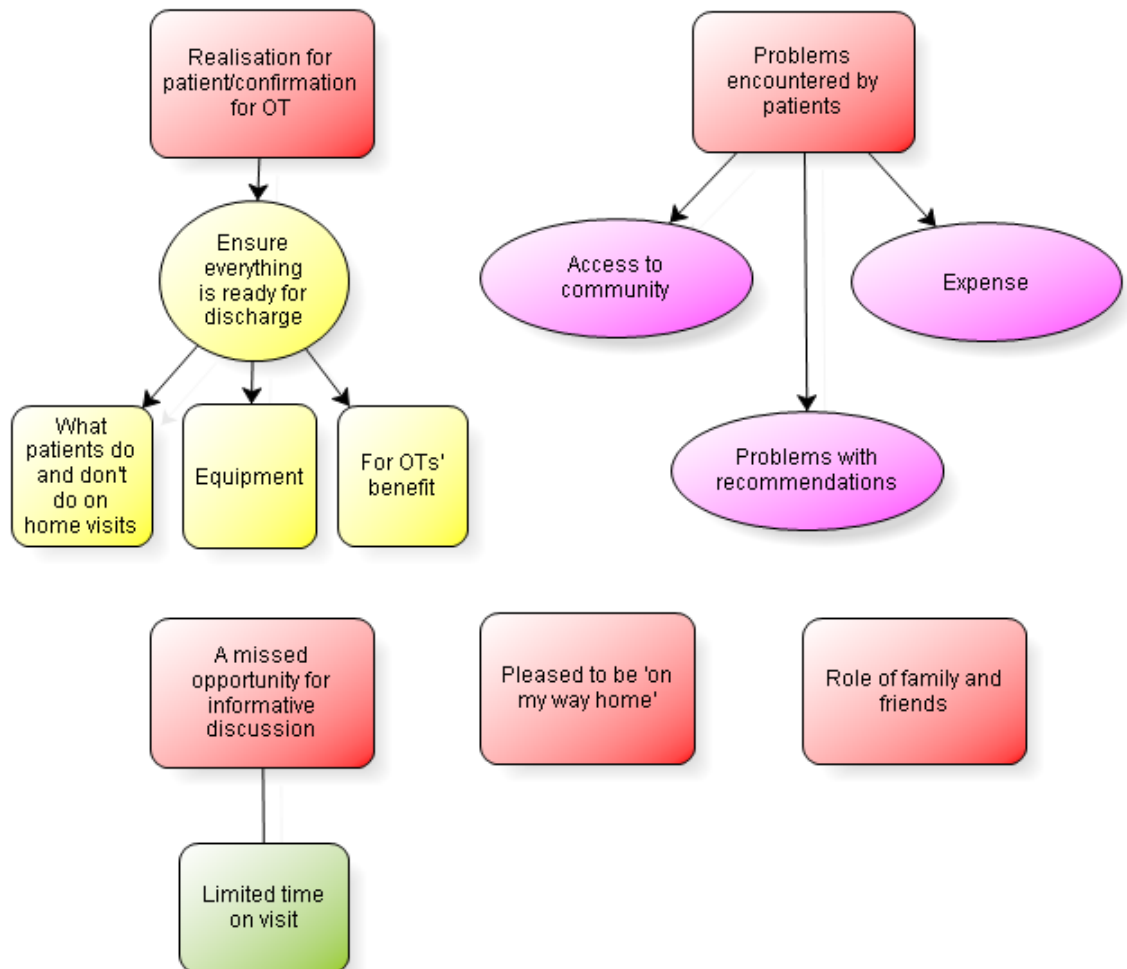 Realisation for
patient/confirmation
for OT
Problems
encountered by
patients
Ensure
everything
is ready for
discharge
Access to
community
Expense
What
patients do
and don't
do on
home visits
Equipment
For OTs'
benefit
Problems with
recommendations
A missed
opportunity for
informative
discussion
Pleased to be 'on
my way home'
Role of family and
friends
Limited time
on visit